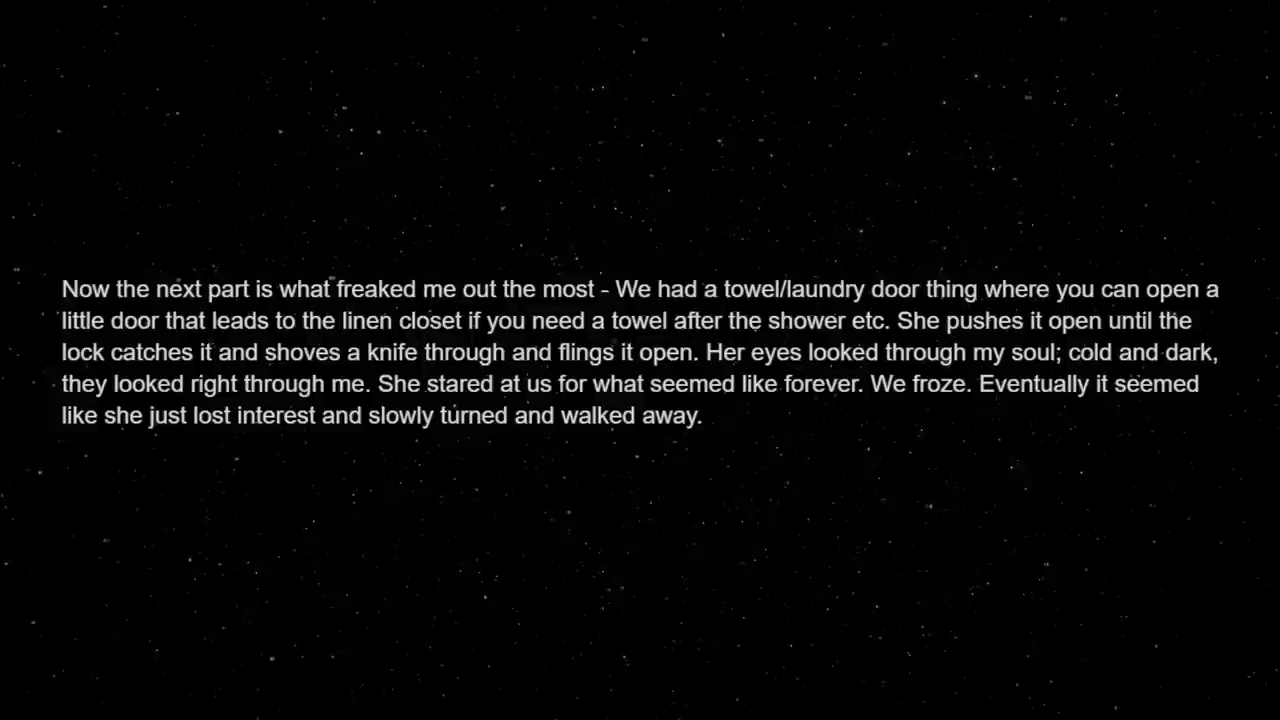 Now the next part is what freaked me out the most - We had a towel/laundry door thing where you can open a
little door that leads to the linen closet if you need a towel after the shower etc. She pushes it open until the
lock catches it and shoves a knife through and flings it open. Her eyes looked through my soul; cold and dark,
they looked right through me. She stared at us for what seemed like forever. We froze. Eventually it seemed
like she just lost interest and slowly turned and walked away.